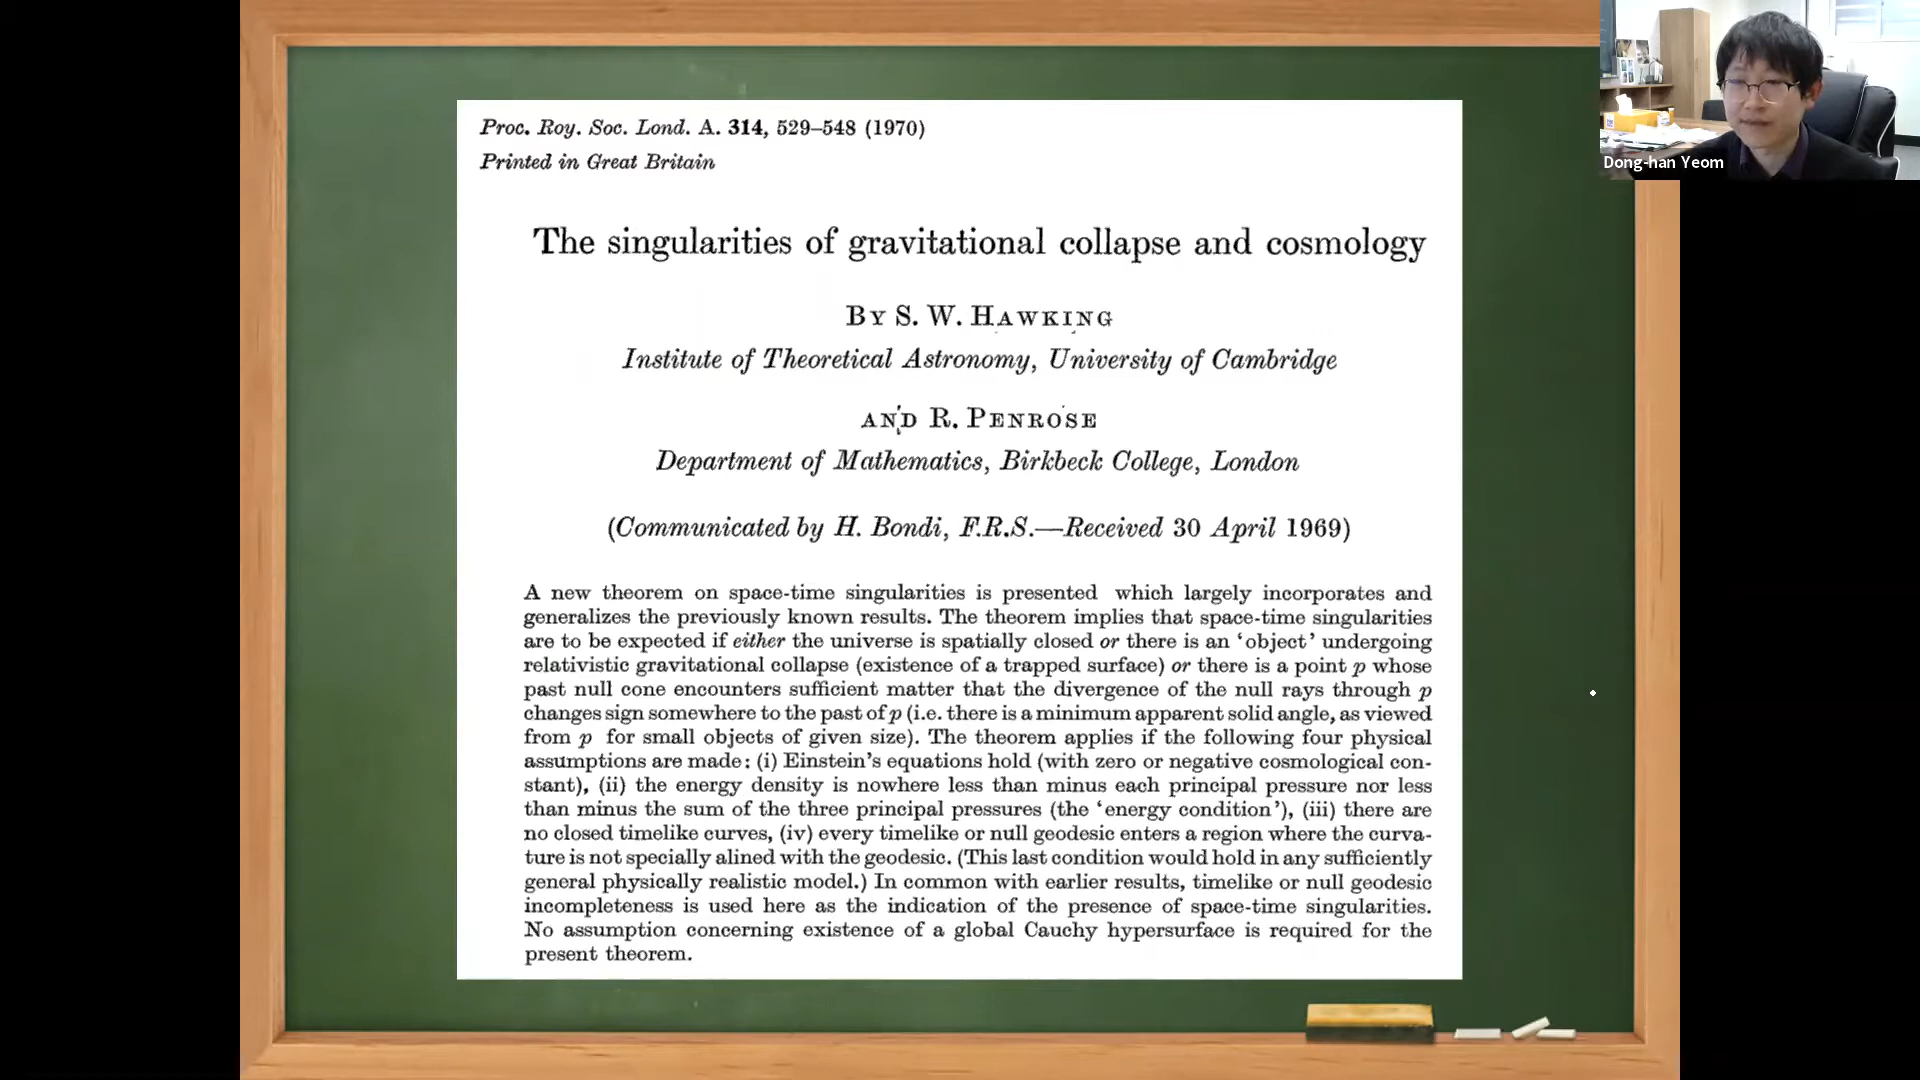 Proc. Roy. Soc. Lond. A. 314, 529–548 (1970)
Printed in Great Britain
The singularities of gravitational collapse and cosmology
By S. W. Hawking
Institute of Theoretical Astronomy, University of Cambridge
and R. Penrose
Department of Mathematics, Birkbeck College, London
(Communicated by H. Bondi, F.R.S.—Received 30 April 1969)
A new theorem on space-time singularities is presented which largely incorporates and
generalizes the previously known results. The theorem implies that space-time singularities
are to be expected if either the universe is spatially closed or there is an ‘object’ undergoing
relativistic gravitational collapse (existence of a trapped surface) or there is a point p whose
past null cone encounters sufficient matter that the divergence of the null rays through p
changes sign somewhere to the past of p (i.e. there is a minimum apparent solid angle, as viewed
from p for small objects of given size). The theorem applies if the following four physical
assumptions are made: (i) Einstein’s equations hold (with zero or negative cosmological con-
stant), (ii) the energy density is nowhere less than minus each principal pressure nor less
than minus the sum of the three principal pressures (the ‘energy condition’), (iii) there are
no closed timelike curves, (iv) every timelike or null geodesic enters a region where the curva-
ture is not specially alined with the geodesic. (This last condition would hold in any sufficiently
general physically realistic model.) In common with earlier results, timelike or null geodesic
incompleteness is used here as the indication of the presence of space-time singularities.
No assumption concerning existence of a global Cauchy hypersurface is required for the
present theorem.
Dong-han Yeom